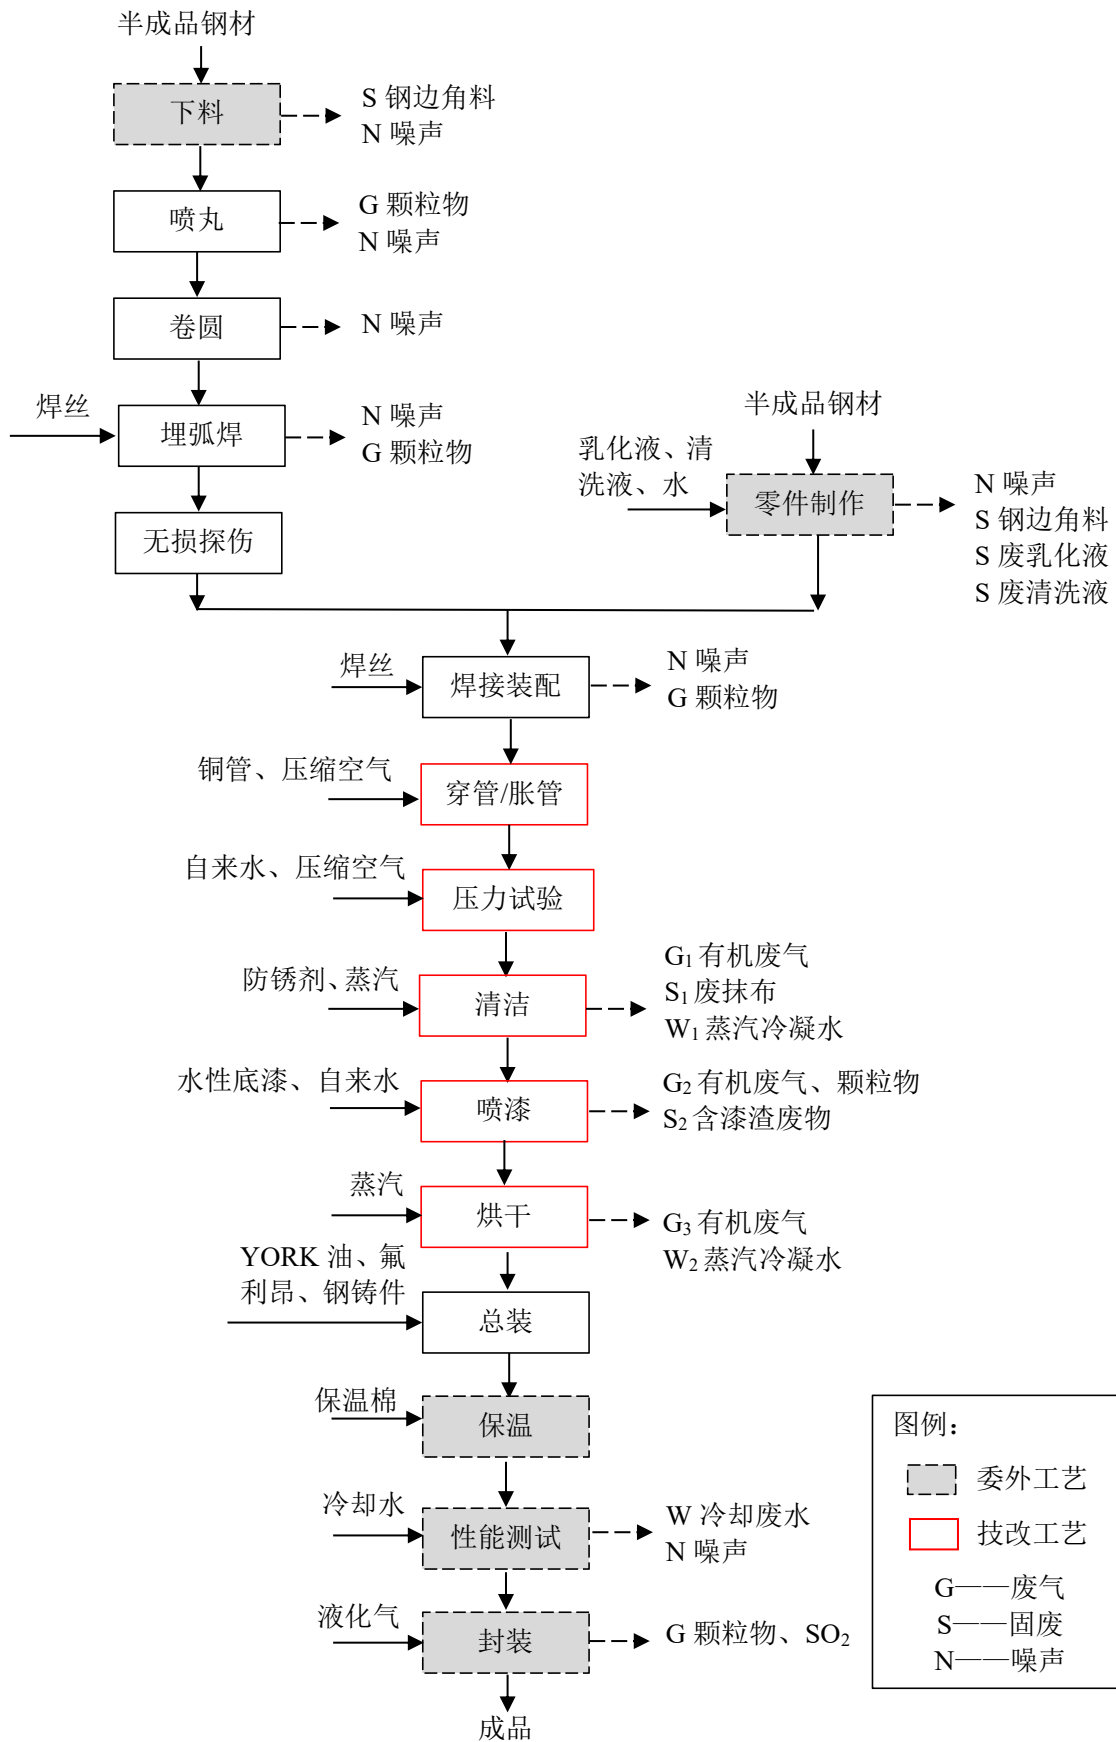 半成品钢材
下料
S 钢边角料
N 噪声
喷丸
G 颗粒物
N 噪声
卷圆
N 噪声
焊丝
埋弧焊
N 噪声
G 颗粒物
无损探伤
半成品钢材
乳化液、清
洗液、水
零件制作
N 噪声
S 钢边角料
S 废乳化液
S 废清洗液
焊丝
焊接装配
N 噪声
G 颗粒物
铜管、压缩空气
穿管/胀管
自来水、压缩空气
压力试验
防锈剂、蒸汽
清洁
G₁ 有机废气
S₁ 废抹布
W₁ 蒸汽冷凝水
水性底漆、自来水
喷漆
G₂ 有机废气、颗粒物
S₂ 含漆渣废物
蒸汽
烘干
G₃ 有机废气
W₂ 蒸汽冷凝水
YORK 油、氟
利昂、钢铸件
总装
保温棉
保温
冷却水
性能测试
W 冷却废水
N 噪声
液化气
封装
G 颗粒物、SO₂
成品
图例：
委外工艺
技改工艺
G——废气
S——固废
N——噪声